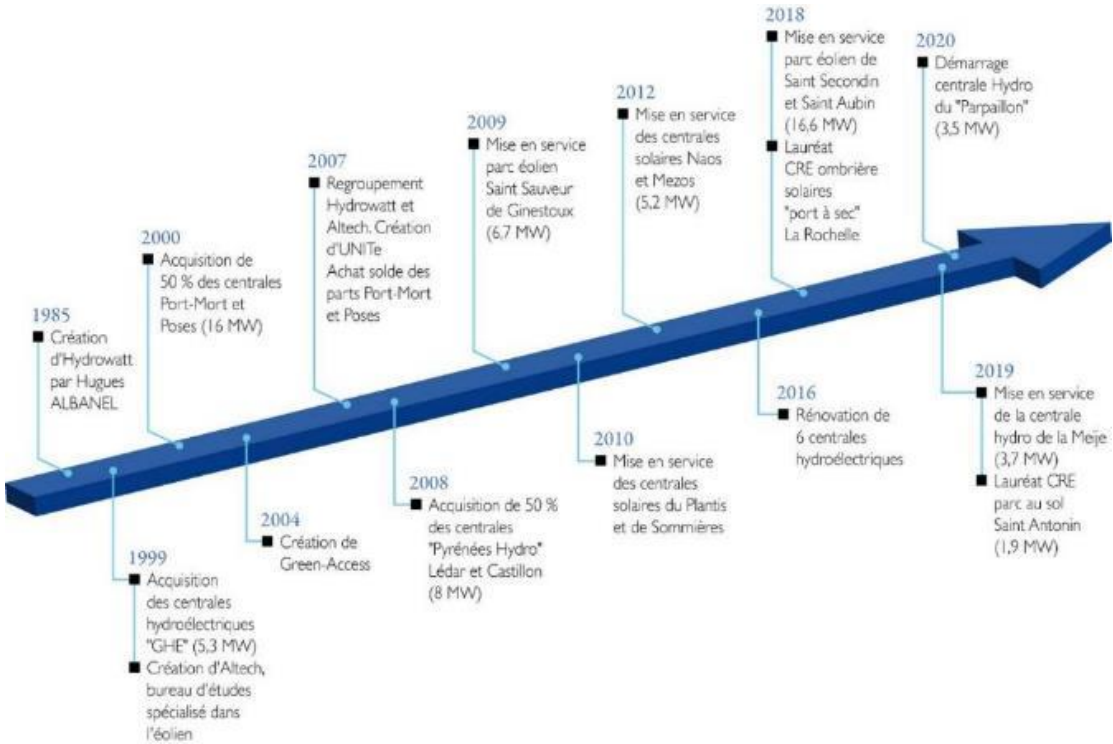 1985
Création
d'Hydrowatt
par Hugues
ALBANEL
1999
Acquisition
des centrales
hydroélectriques
"GHE" (5,3 MW)
Création d'Altech,
bureau d'études
spécialisé dans
l'éolien
2000
Acquisition de
50 % des centrales
Port-Mort et
Poses (16 MW)
2004
Création de
Green-Access
2007
Regroupement
Hydrowatt et
Altech. Création
d'UNITe
Achat solde des
parts Port-Mort
et Poses
2008
Acquisition de 50 %
des centrales
"Pyrénées Hydro"
Lédar et Castillon
(8 MW)
2009
Mise en service
parc éolien
Saint Sauveur
de Ginestoux
(6,7 MW)
2010
Mise en service
des centrales
solaires du Plantis
et de Sommières
2012
Mise en service
des centrales
solaires Naos
et Mezos
(5,2 MW)
2016
Rénovation de
6 centrales
hydroélectriques
2018
Mise en service
parc éolien de
Saint Secondin
et Saint Aubin
(16,6 MW)
Lauréat
CRE ombrière
solaires
"port à sec"
La Rochelle
2019
Mise en service
de la centrale
hydro de la Meije
(3,7 MW)
Lauréat CRE
parc au sol
Saint Antonin
(1,9 MW)
2020
Démarrage
centrale Hydro
du "Parpaillon"
(3,5 MW)